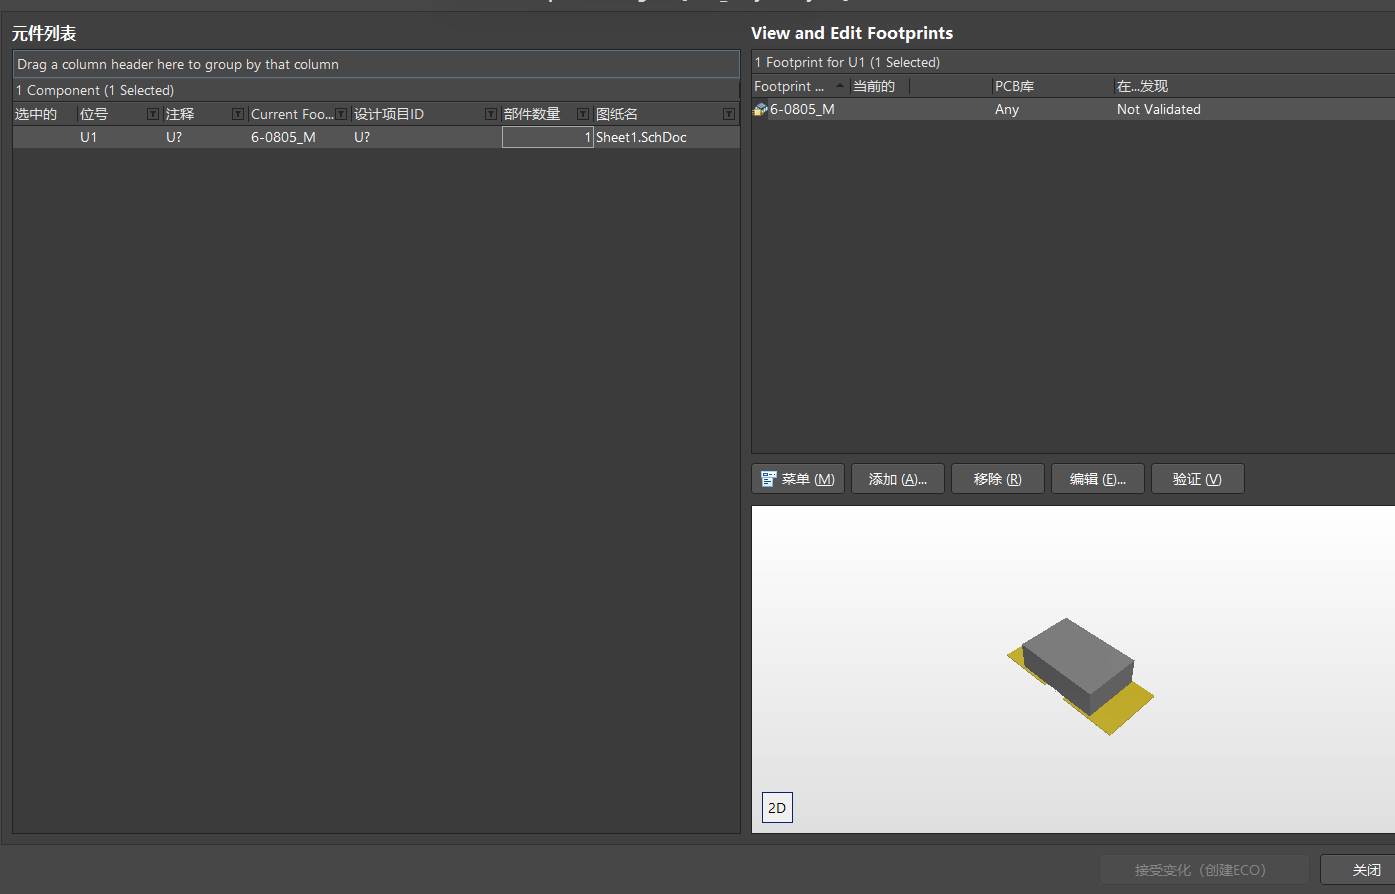 元件列表
Drag a column header here to group by that column
1 Component (1 Selected)
选中的 位号 注释 Current Foo... 设计项目ID 部件数量 图纸名
U1 U? 6-0805_M U? 1 Sheet1.SchDoc
View and Edit Footprints
1 Footprint for U1 (1 Selected)
Footprint ... 当前的 PCB库 在...发现
6-0805_M Any Not Validated
菜单 (M) 添加 (A)... 移除 (R) 编辑 (E)... 验证 (V)
2D
接受变化（创建ECO） 关闭